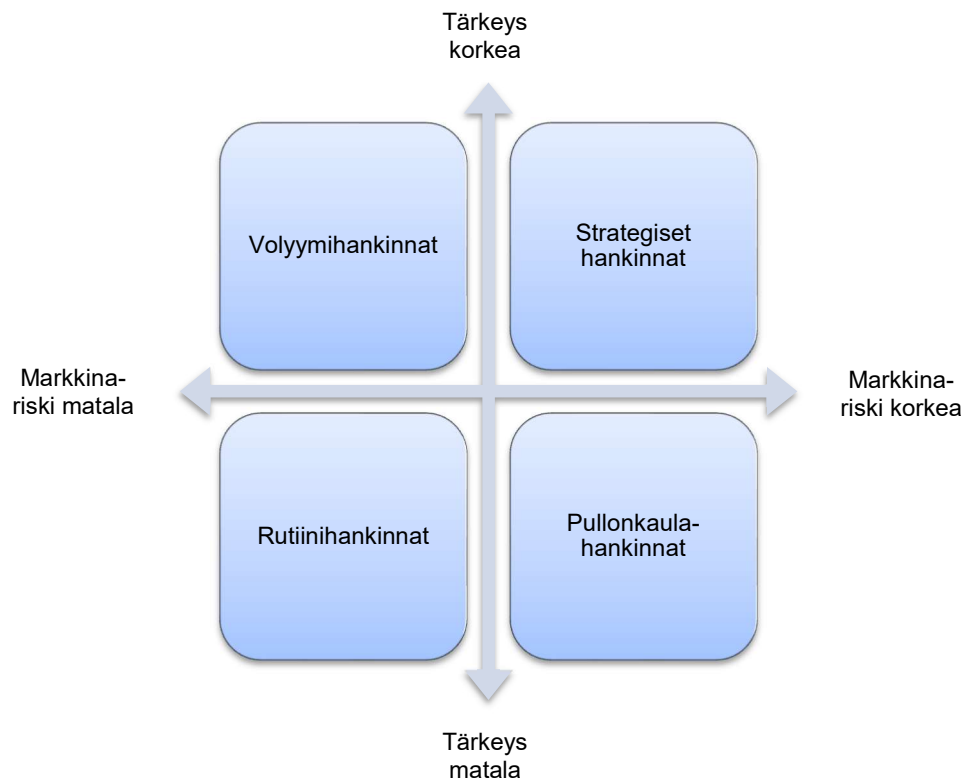 Tärkeys
korkea
Volyymihankinnat
Strategiset
hankinnat
Markkina-
riski matala
Markkina-
riski korkea
Rutiinihankinnat
Pullonkaula-
hankinnat
Tärkeys
matala